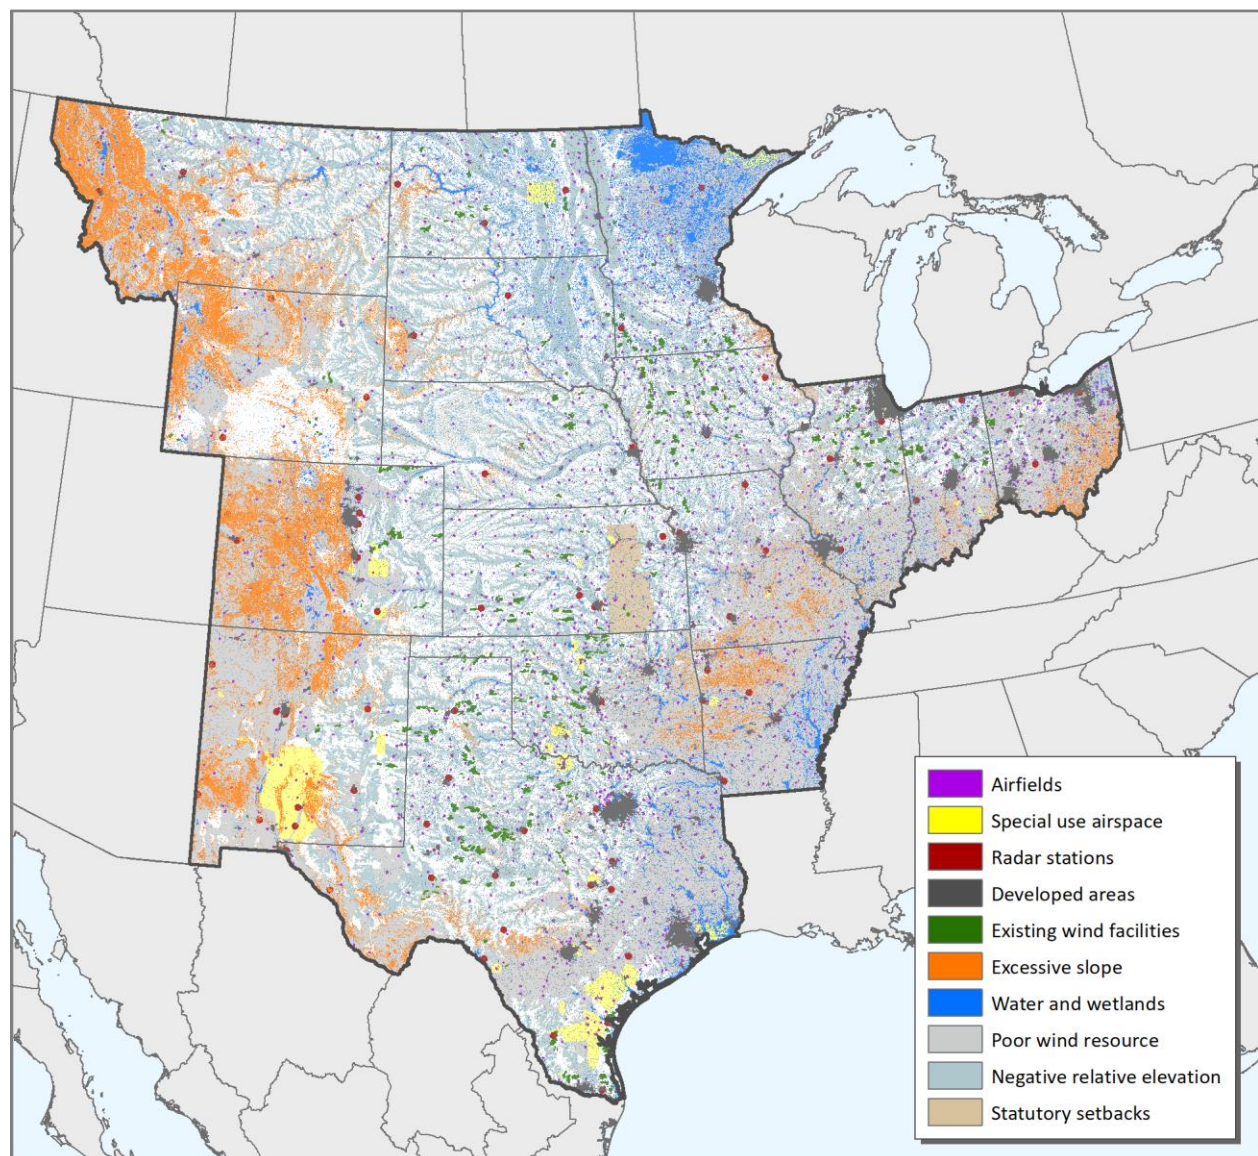 Airfields
Special use airspace
Radar stations
Developed areas
Existing wind facilities
Excessive slope
Water and wetlands
Poor wind resource
Negative relative elevation
Statutory setbacks